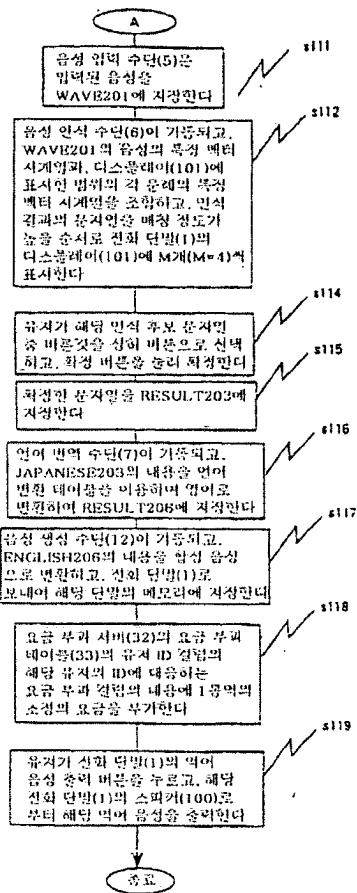 A
s111
음성 입력 수단(5)은
입력된 음성을
WAVE201에 저장한다
s112
음성 인식 수단(6)이 기동되고,
WAVE201의 음성의 특징 벡터
시계열과, 디스플레이(101)에
표시한 범위의 각 문례의 특징
벡터 시계열을 조합하고, 인식
결과의 문자열을 매칭 정도가
높을 순서로 전화 단말(1)의
디스플레이(101)에 M개(M=4)씩
표시한다
s114
유저가 해당 인식 후보 문자열
중 바른것을 상하 버튼으로 선택
하고, 확정 버튼을 눌러 확정한다
s115
확정한 문자열을 RESULT203에
저장한다
s116
언어 번역 수단(7)이 기동되고,
JAPANESE203의 내용을 언어
변환 테이블을 이용하여 영어로
변환하여 RESULT206에 저장한다
s117
음성 생성 수단(12)이 기동되고,
ENGLISH206의 내용을 합성 음성
으로 변환하고, 전화 단말(1)로
보내어 해당 단말의 메모리에 저장한다
s118
요금 부과 서버(32)의 요금 부과
테이블(33)의 유저 ID 컬럼의
해당 유저의 ID에 대응하는
요금 부과 컬럼의 내용에 1통역의
소정의 요금을 부가한다
s119
유저가 전화 단말(1)의 영어
음성 출력 버튼을 누르고, 해당
전화 단말(1)의 스피커(100)로
부터 해당 영어 음성을 출력한다
종료